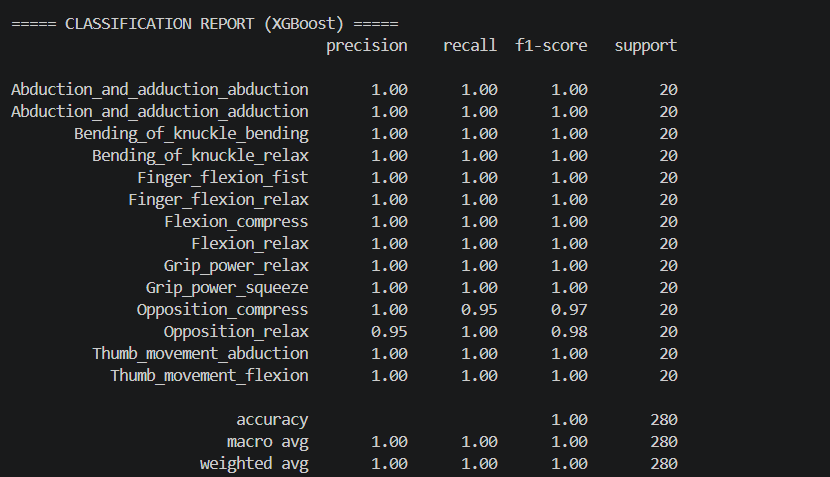 ===== CLASSIFICATION REPORT (XGBoost) =====
precision recall f1-score support
Abduction_and_adduction_abduction 1.00 1.00 1.00 20
Abduction_and_adduction_adduction 1.00 1.00 1.00 20
Bending_of_knuckle_bending 1.00 1.00 1.00 20
Bending_of_knuckle_relax 1.00 1.00 1.00 20
Finger_flexion_fist 1.00 1.00 1.00 20
Finger_flexion_relax 1.00 1.00 1.00 20
Flexion_compress 1.00 1.00 1.00 20
Flexion_relax 1.00 1.00 1.00 20
Grip_power_relax 1.00 1.00 1.00 20
Grip_power_squeeze 1.00 1.00 1.00 20
Opposition_compress 1.00 0.95 0.97 20
Opposition_relax 0.95 1.00 0.98 20
Thumb_movement_abduction 1.00 1.00 1.00 20
Thumb_movement_flexion 1.00 1.00 1.00 20
accuracy 1.00 280
macro avg 1.00 1.00 1.00 280
weighted avg 1.00 1.00 1.00 280